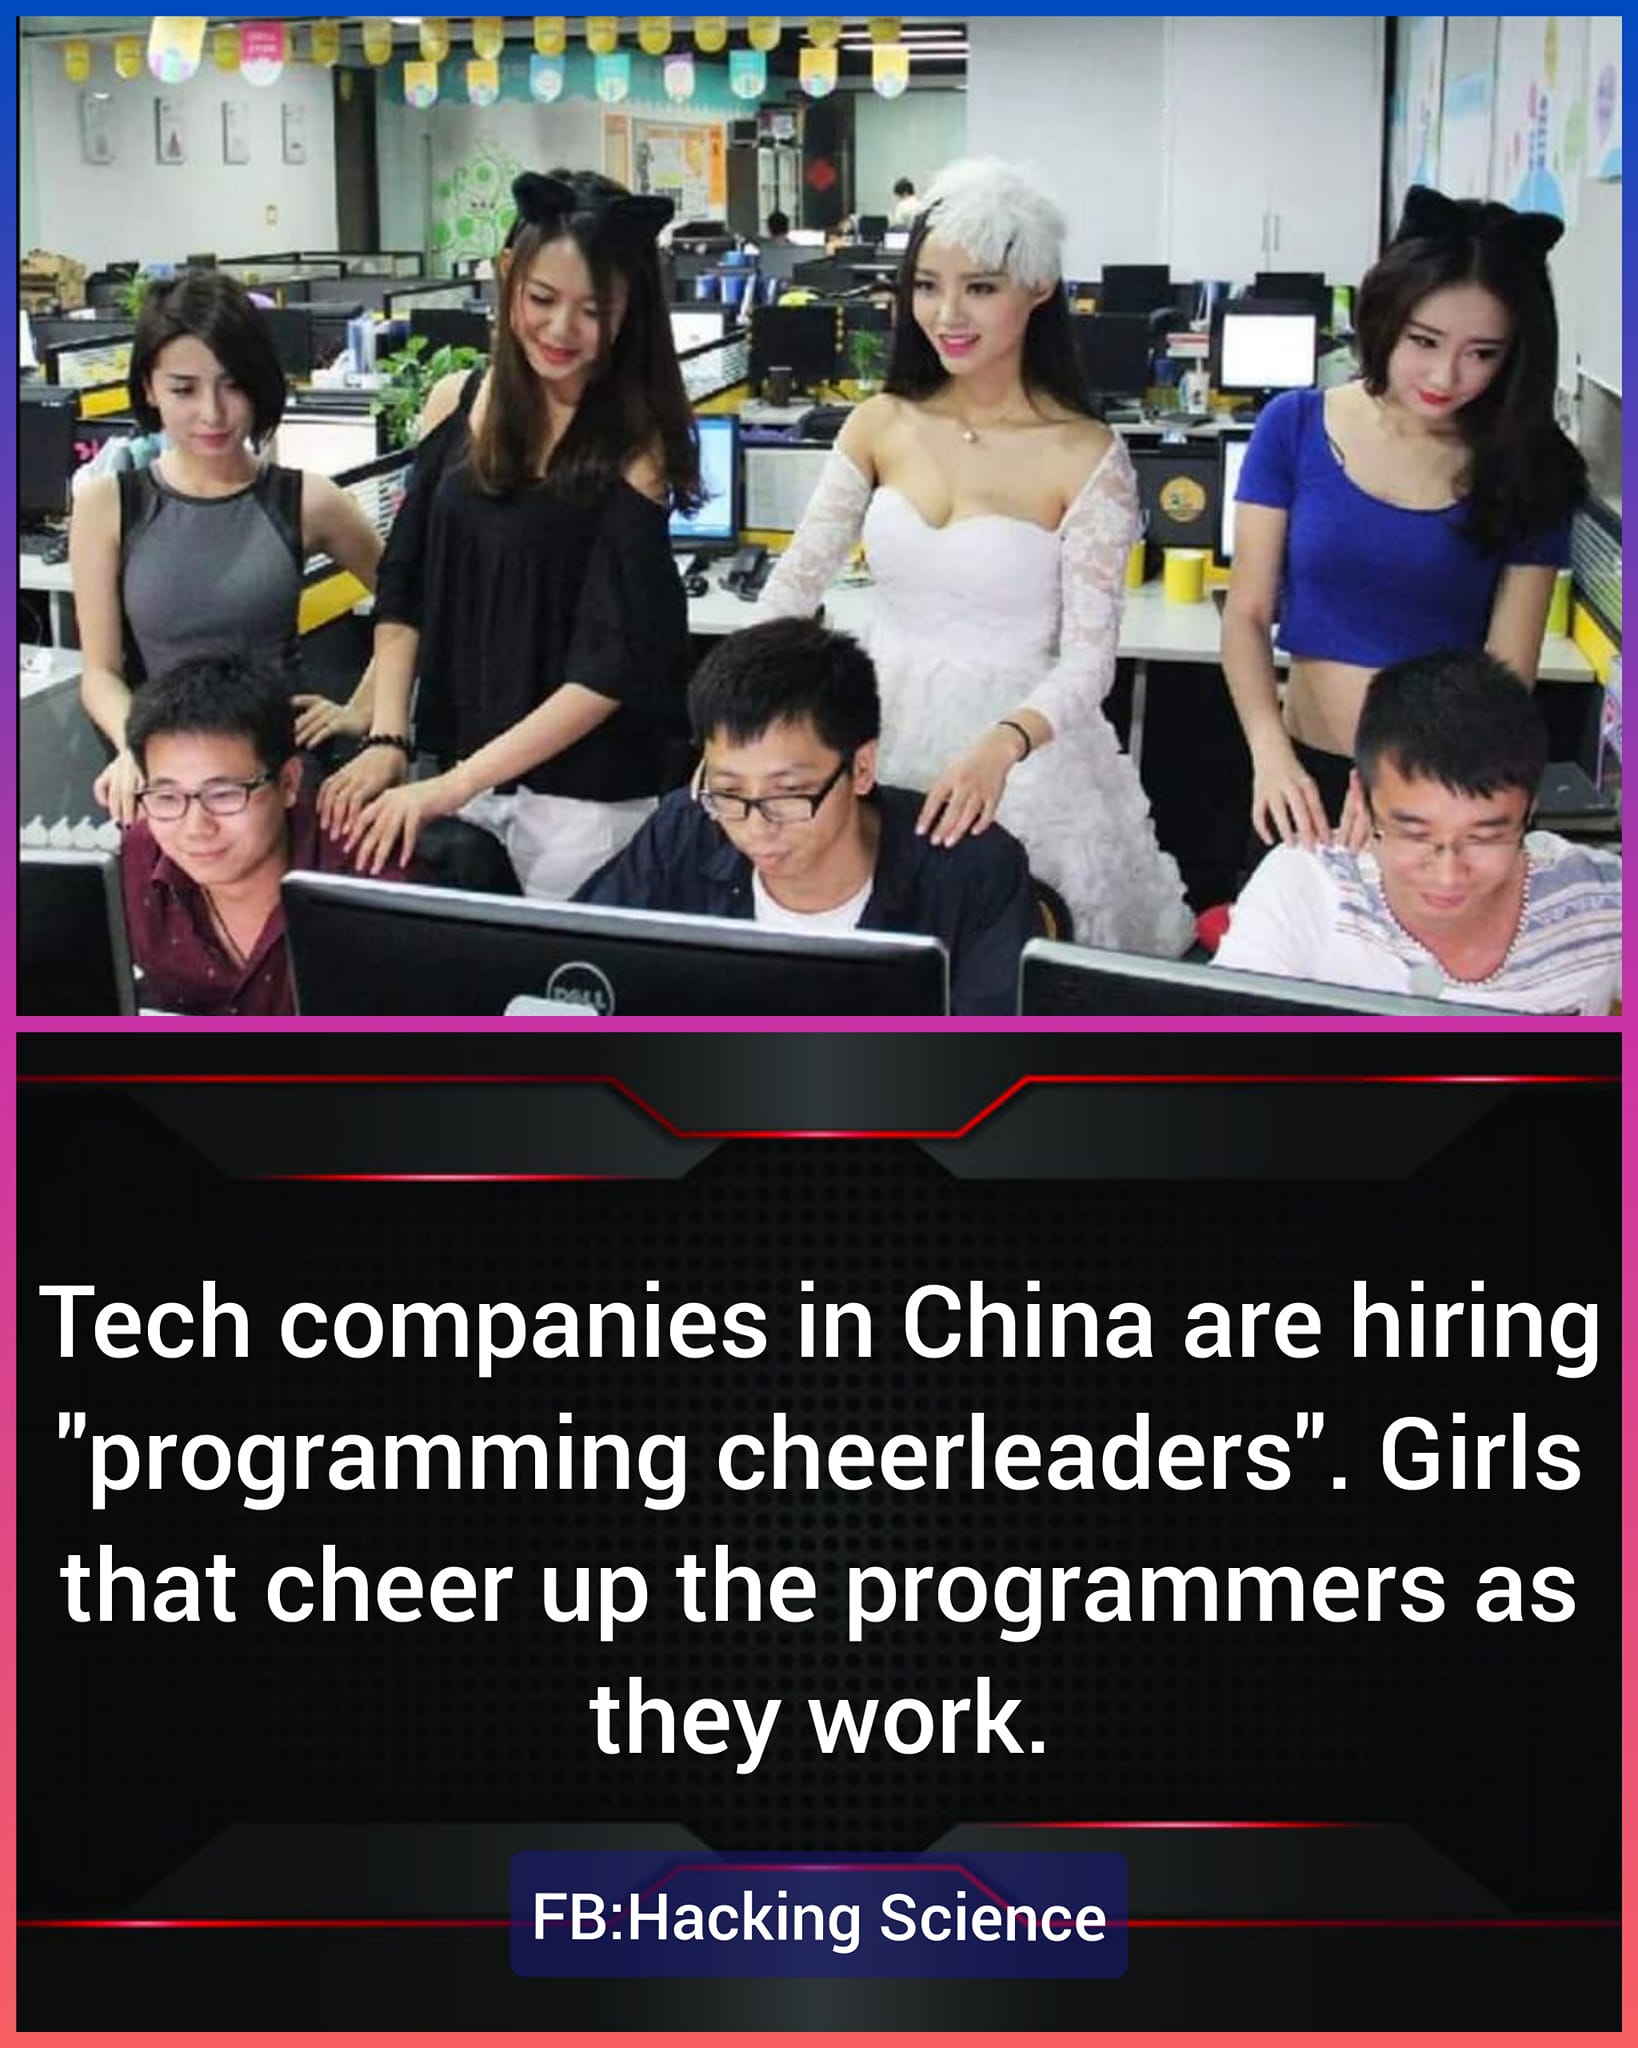 DELL
Tech companies in China are hiring
"programming cheerleaders". Girls
that cheer up the programmers as
they work.
FB:Hacking Science